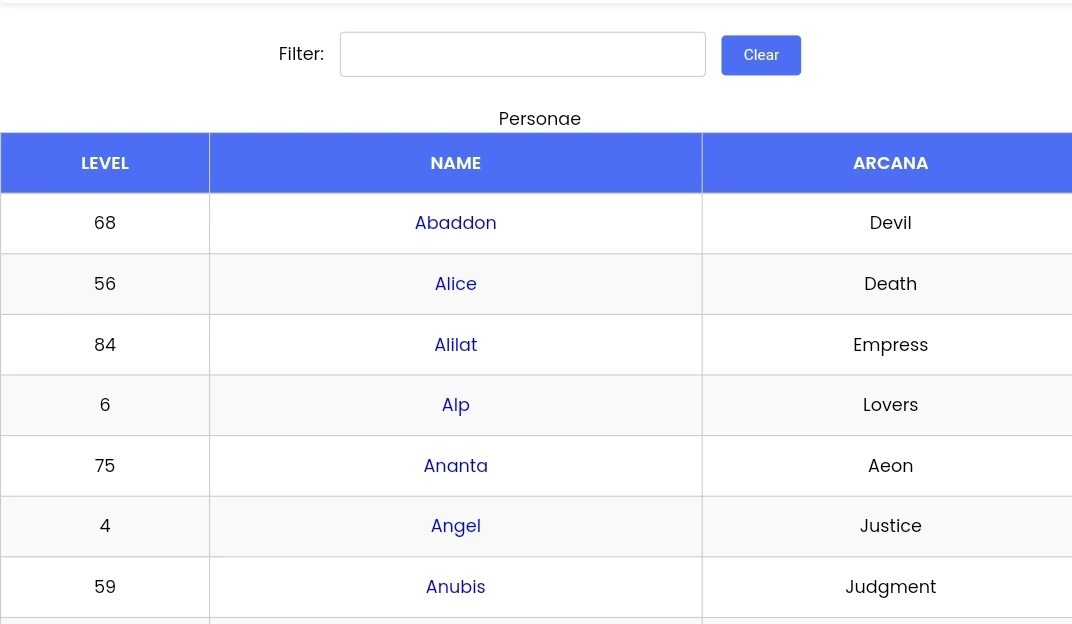 Filter: Clear
Personae
LEVEL NAME ARCANA
68 Abaddon Devil
56 Alice Death
84 Alilat Empress
6 Alp Lovers
75 Ananta Aeon
4 Angel Justice
59 Anubis Judgment